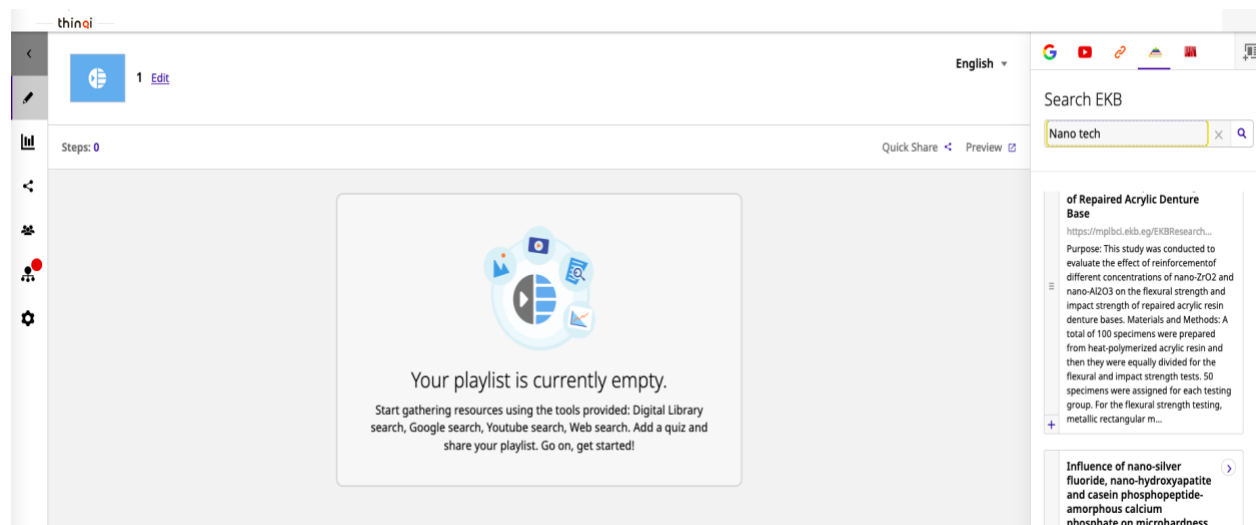 thinqi
1 Edit
English
Steps: 0
Quick Share
Preview
Your playlist is currently empty.
Start gathering resources using the tools provided: Digital Library
search, Google search, Youtube search, Web search. Add a quiz and
share your playlist. Go on, get started!
Search EKB
Nano tech
of Repaired Acrylic Denture
Base
https://mplbci.ekb.eg/EKBResearch...
Purpose: This study was conducted to
evaluate the effect of reinforcementof
different concentrations of nano-ZrO2 and
nano-Al2O3 on the flexural strength and
impact strength of repaired acrylic resin
denture bases. Materials and Methods: A
total of 100 specimens were prepared
from heat-polymerized acrylic resin and
then they were equally divided for the
flexural and impact strength tests. 50
specimens were assigned for each testing
group. For the flexural strength testing,
metallic rectangular m...
Influence of nano-silver
fluoride, nano-hydroxyapatite
and casein phosphopeptide-
amorphous calcium
phosphate on microhardness